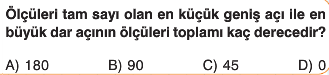 Ölçüleri tam sayı olan en küçük geniş açı ile en
büyük dar açının ölçüleri toplamı kaç derecedir?
A) 180 B) 90 C) 45 D) 0